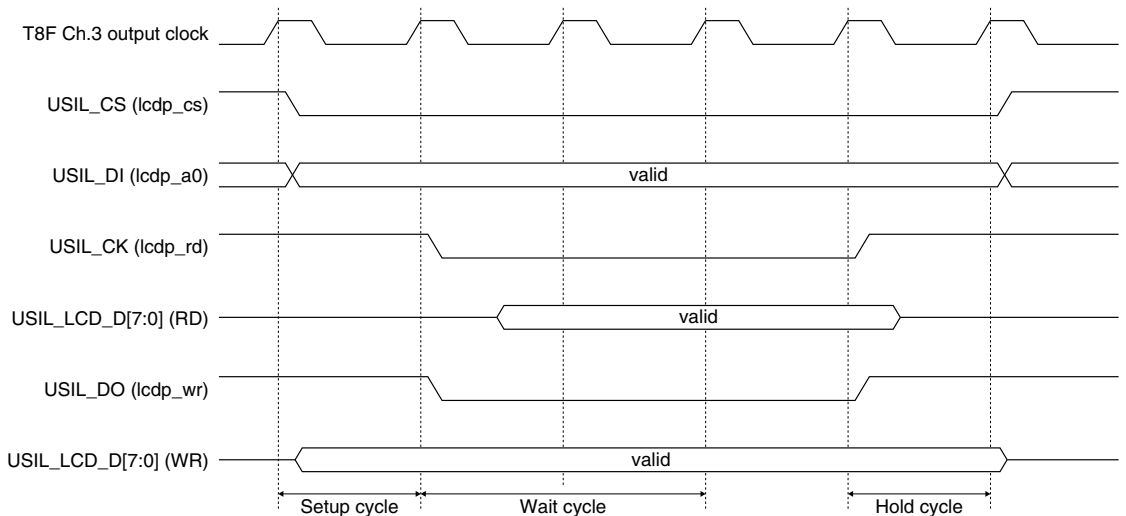 T8F Ch.3 output clock
USIL_CS (lcdp_cs)
USIL_DI (lcdp_a0)
valid
USIL_CK (lcdp_rd)
USIL_LCD_D[7:0] (RD)
valid
USIL_DO (lcdp_wr)
USIL_LCD_D[7:0] (WR)
valid
Setup cycle
Wait cycle
Hold cycle